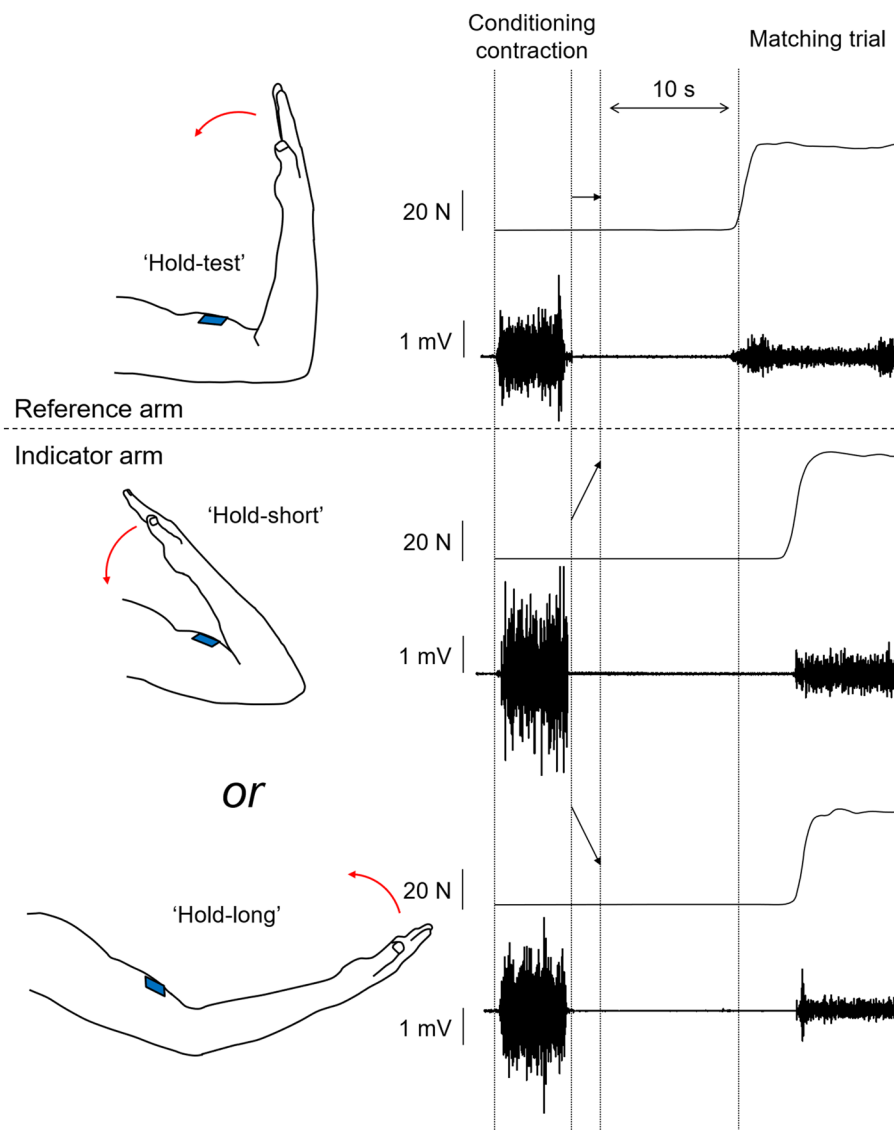 Conditioning
contraction
Matching trial
10 s
20 N
‘Hold-test’
1 mV
Reference arm
Indicator arm
‘Hold-short’
20 N
1 mV
or
20 N
‘Hold-long’
1 mV